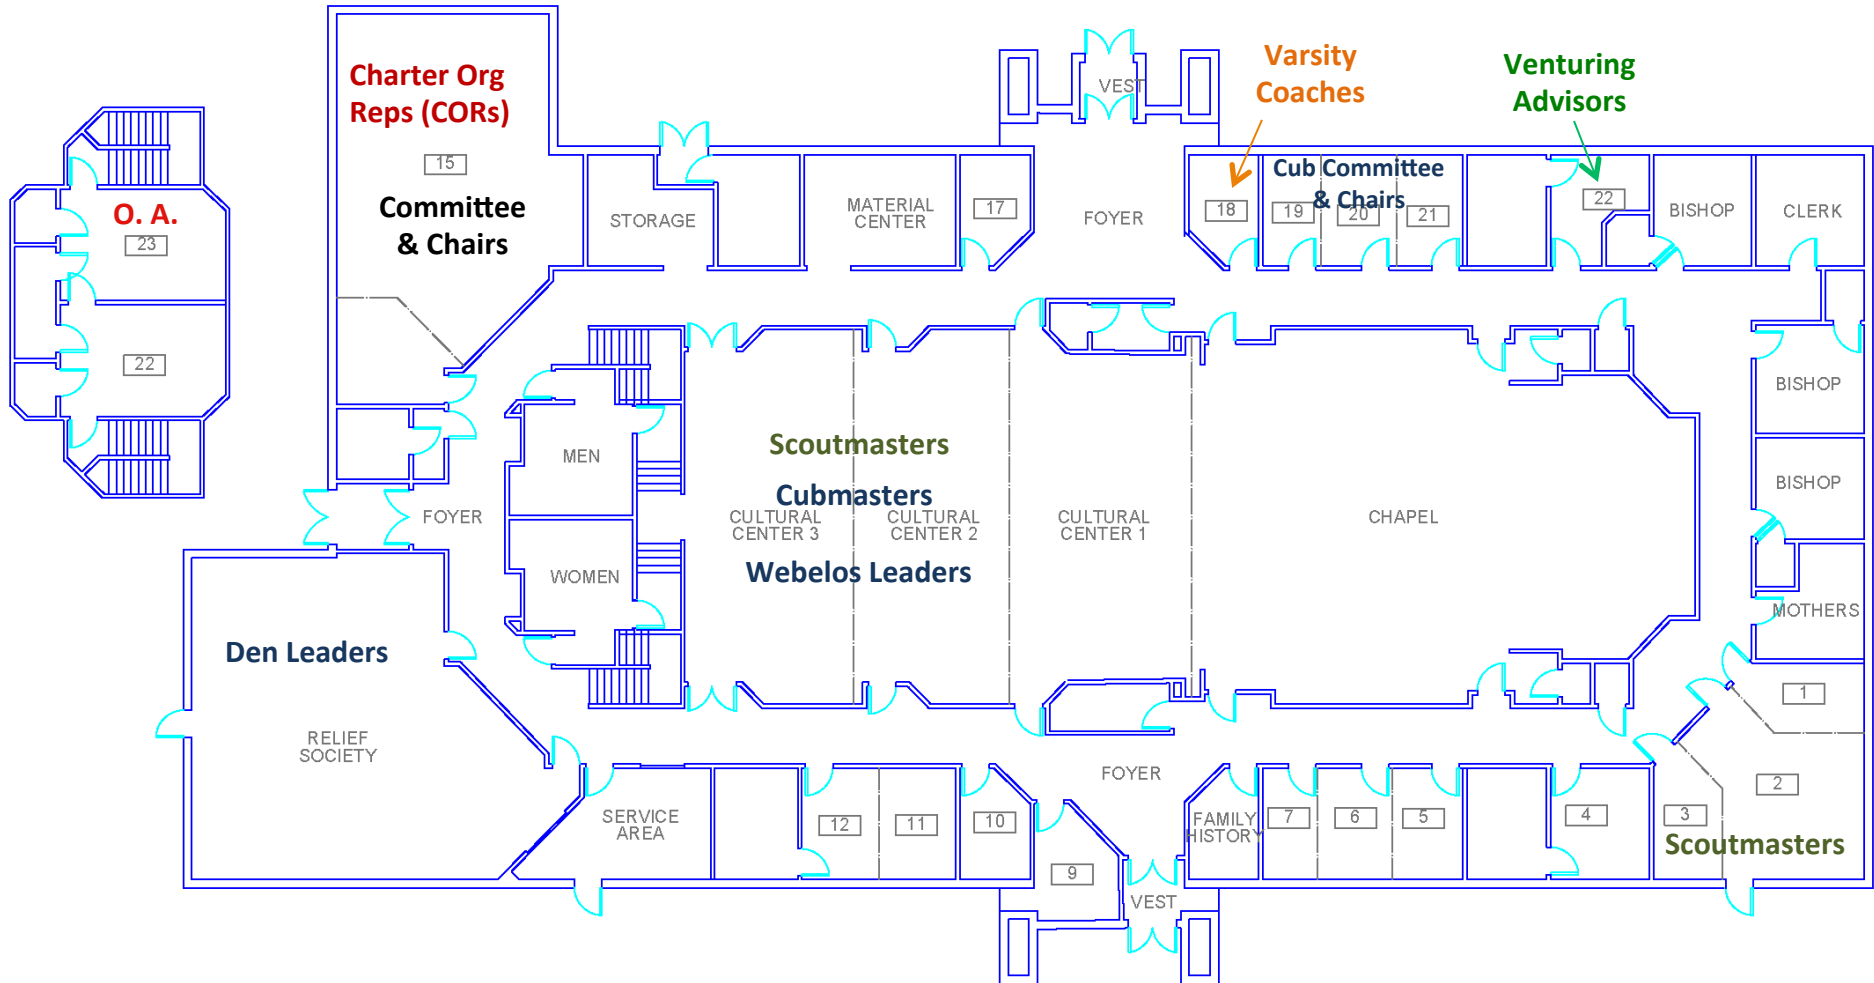 Charter Org
Reps (CORs)
15
Committee
& Chairs
O. A.
23
22
STORAGE
MATERIAL
CENTER
17
VEST
FOYER
Varsity
Coaches
18
Cub Committee
& Chairs
19
20
21
Venturing
Advisors
22
BISHOP
CLERK
BISHOP
BISHOP
MOTHERS
MEN
FOYER
WOMEN
Scoutmasters
Cubmasters
CULTURAL
CENTER 3
CULTURAL
CENTER 2
CULTURAL
CENTER 1
Webelos Leaders
CHAPEL
Den Leaders
RELIEF
SOCIETY
SERVICE
AREA
12
11
10
FOYER
9
VEST
FAMILY
HISTORY
7
6
5
4
3
1
2
Scoutmasters